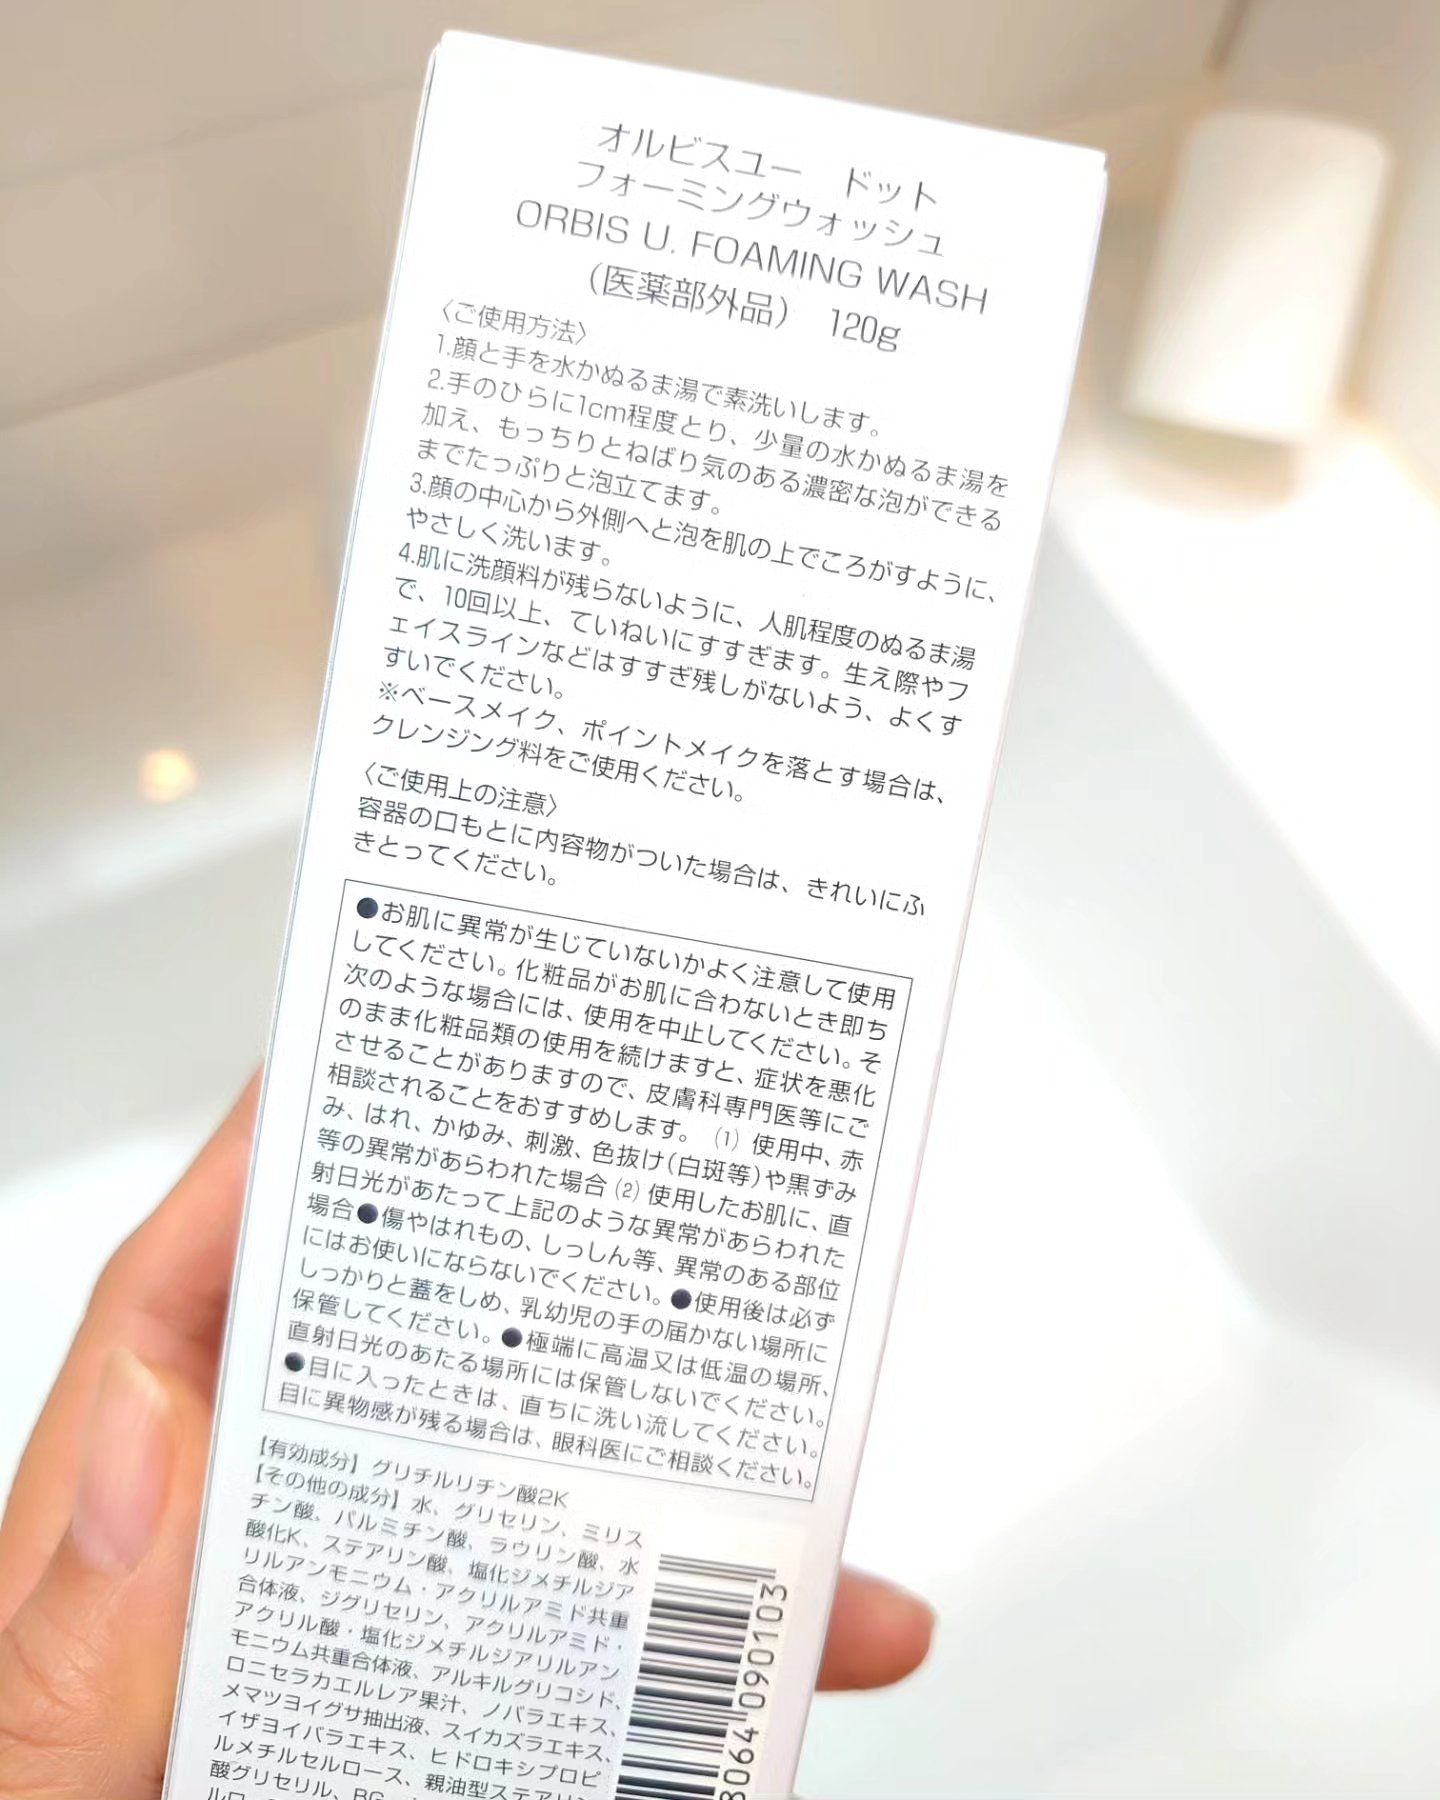 オルビスユー ドット
フォーミングウォッシュ
ORBIS U. FOAMING WASH
(医薬部外品) 120g
〈ご使用方法〉
1.顔と手を水かぬるま湯で素洗いします。
2.手のひらに1cm程度とり、少量の水かぬるま湯を
加え、もっちりとねばり気のある濃密な泡ができる
までたっぷりと泡立てます。
3.顔の中心から外側へと泡を肌の上でころがすように、
やさしく洗います。
4.肌に洗顔料が残らないように、人肌程度のぬるま湯
で、10回以上、ていねいにすすぎます。生え際やフ
ェイスラインなどはすすぎ残しがないよう、よくす
すいでください。
※ベースメイク、ポイントメイクを落とす場合は、
クレンジング料をご使用ください。
〈ご使用上の注意〉
容器の口もとに内容物がついた場合は、きれいにふ
きとってください。
●お肌に異常が生じていないかよく注意して使用
してください。化粧品がお肌に合わないとき即ち
次のような場合には、使用を中止してください。そ
のまま化粧品類の使用を続けますと、症状を悪化
させることがありますので、皮膚科専門医等にご
相談されることをおすすめします。 (1) 使用中、赤
み、はれ、かゆみ、刺激、色抜け(白斑等)や黒ずみ
等の異常があらわれた場合 (2) 使用したお肌に、直
射日光があたって上記のような異常があらわれた
場合●傷やはれもの、しっしん等、異常のある部位
にはお使いにならないでください。●使用後は必ず
しっかりと蓋をしめ、乳幼児の手の届かない場所に
保管してください。●極端に高温又は低温の場所、
直射日光のあたる場所には保管しないでください。
●目に入ったときは、直ちに洗い流してください。
目に異物感が残る場合は、眼科医にご相談ください。
【有効成分】グリチルリチン酸2K
【その他の成分】水、グリセリン、ミリス
チン酸、パルミチン酸、ラウリン酸、水
酸化K、ステアリン酸、塩化ジメチルジア
リルアンモニウム・アクリルアミド共重
合体液、ジグリセリン、アクリルアミド・
アクリル酸・塩化ジメチルジアリルアン
モニウム共重合体液、アルキルグリコシド、
ロニセラカエルレア果汁、ノバラエキス、
メマツヨイグサ抽出液、スイカズラエキス、
イザヨイバラエキス、ヒドロキシプロピ
ルメチルセルロース、親油型ステアリン
酸グリセリル、BG
8064 090103